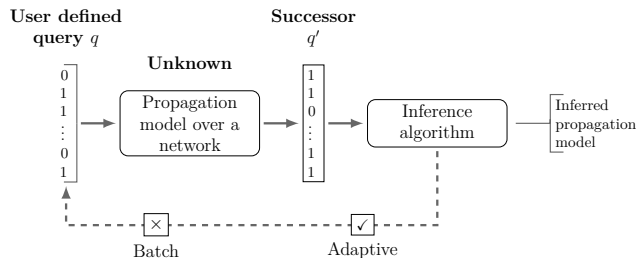 User defined
query q
Successor
q′
Unknown
0
1
1
⋮
0
1
Propagation
model over a
network
1
1
0
⋮
1
1
Inference
algorithm
Inferred
propagation
model
×
✓
Batch
Adaptive